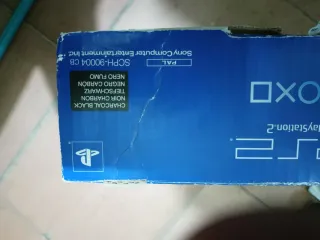 PS2
PlayStation.2
CHARCOAL BLACK
NOIR CHARBON
TIEFSCHWARZ
NEGRO CARBON
NERO FUMO
SCPH-90004 CB
PAL
Sony Computer Entertainment Inc.